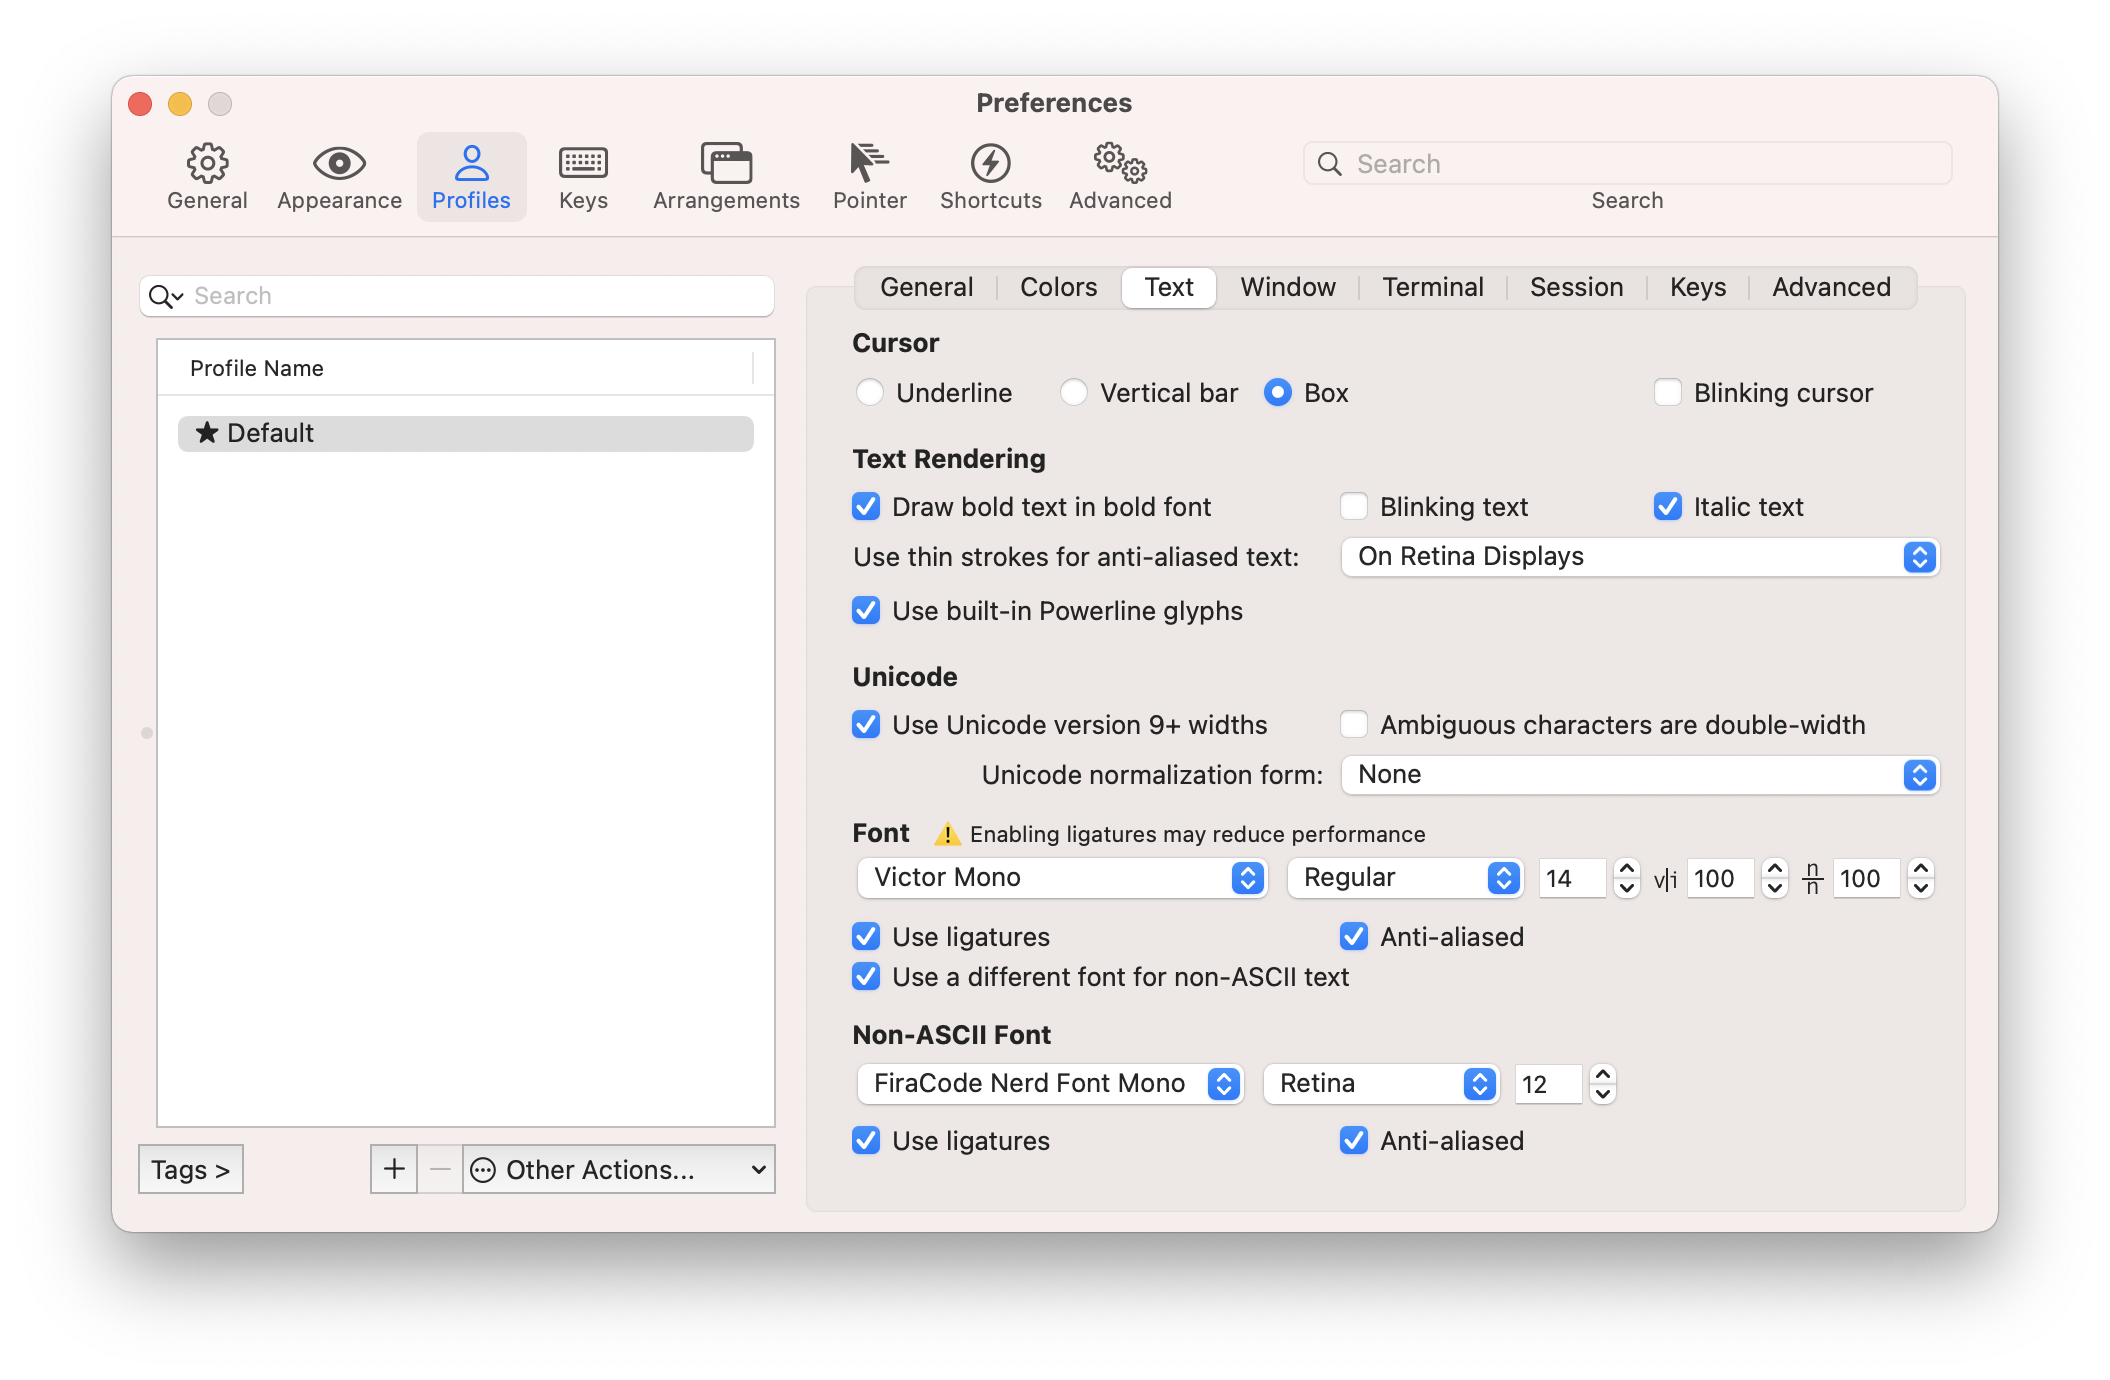 Preferences
General Appearance Profiles Keys Arrangements Pointer Shortcuts Advanced
Search
Search
Search
Profile Name
Default
Tags >
+ − Other Actions...
General Colors Text Window Terminal Session Keys Advanced
Cursor
Underline Vertical bar Box Blinking cursor
Text Rendering
Draw bold text in bold font Blinking text Italic text
Use thin strokes for anti-aliased text: On Retina Displays
Use built-in Powerline glyphs
Unicode
Use Unicode version 9+ widths Ambiguous characters are double-width
Unicode normalization form: None
Font Enabling ligatures may reduce performance
Victor Mono Regular 14 v|i 100 n/n 100
Use ligatures Anti-aliased
Use a different font for non-ASCII text
Non-ASCII Font
FiraCode Nerd Font Mono Retina 12
Use ligatures Anti-aliased